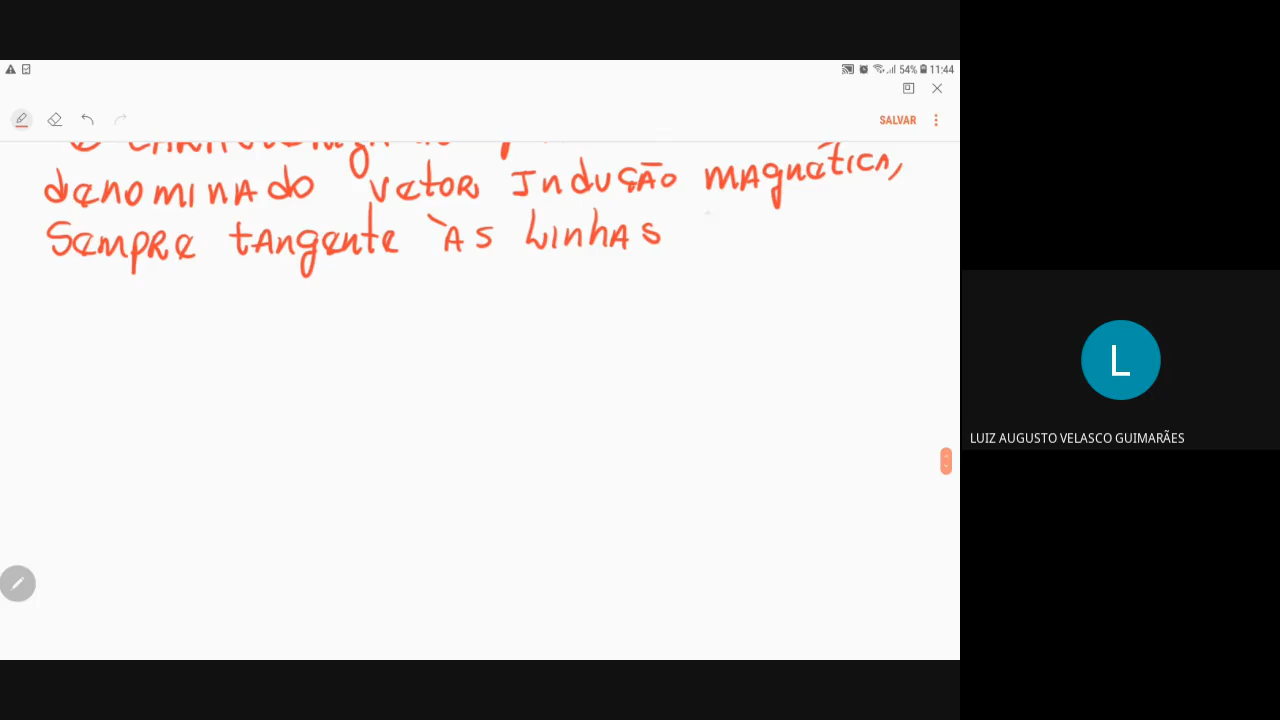 54% 11:44
SALVAR
denominado vetor Indução magnética,
Sempre tangente às Linhas
L
LUIZ AUGUSTO VELASCO GUIMARÃES